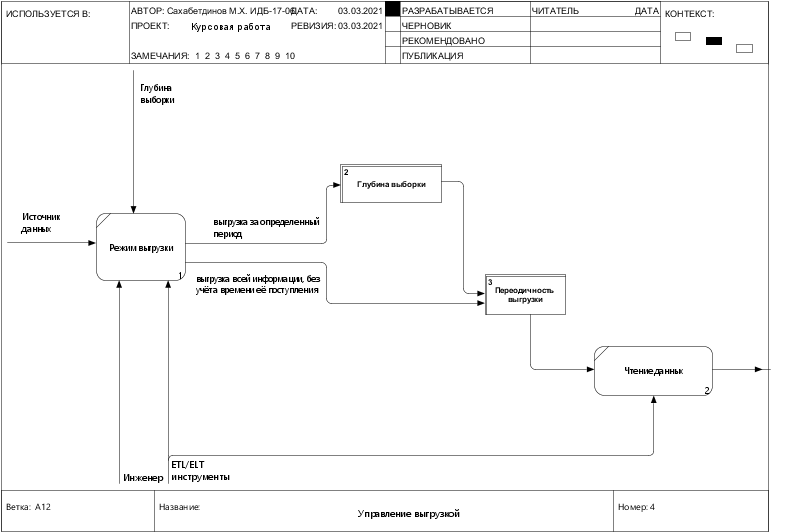 ИСПОЛЬЗУЕТСЯ В:
АВТОР: Сахабетдинов М.Х. ИДБ-17-06 ДАТА: 03.03.2021
ПРОЕКТ: Курсовая работа РЕВИЗИЯ: 03.03.2021
ЗАМЕЧАНИЯ: 1 2 3 4 5 6 7 8 9 10
РАЗРАБАТЫВАЕТСЯ
ЧЕРНОВИК
РЕКОМЕНДОВАНО
ПУБЛИКАЦИЯ
ЧИТАТЕЛЬ ДАТА
КОНТЕКСТ:
Глубина
выборки
2
Глубина выборки
Источник
данных
выгрузка за определенный
период
Режим выгрузки
1
выгрузка всей информации, без
учёта времени её поступления
3
Переодичность
выгрузки
Чтение данных
2
ETL/ELT
инструменты
Инженер
Ветка: A12
Название:
Управление выгрузкой
Номер: 4